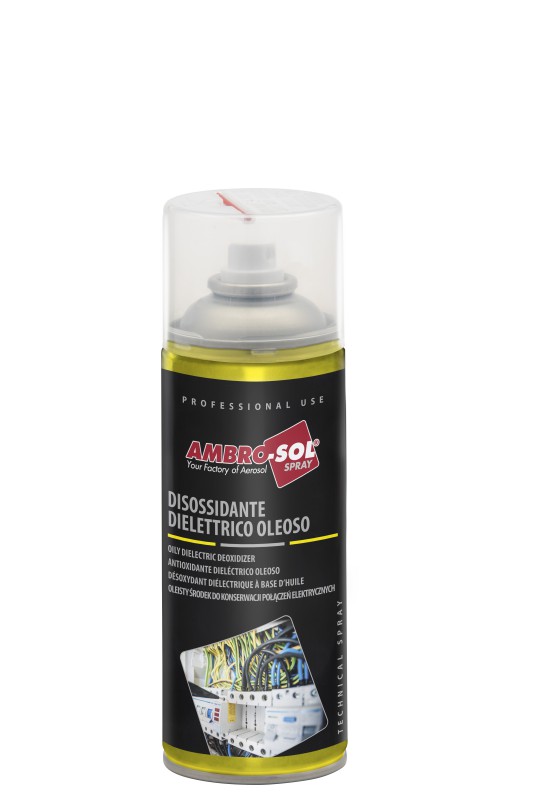 PROFESSIONAL USE
AMBRO-SOL®
SPRAY
Your Factory of Aerosol
DISOSSIDANTE
DIELETTRICO OLEOSO
OILY DIELECTRIC DEOXIDIZER
ANTIOXIDANTE DIELÉCTRICO OLEOSO
DÉSOXYDANT DIÉLECTRIQUE À BASE D'HUILE
OLEISTY ŚRODEK DO KONSERWACJI POŁĄCZEŃ ELEKTRYCZNYCH
TECHNICAL SPRAY